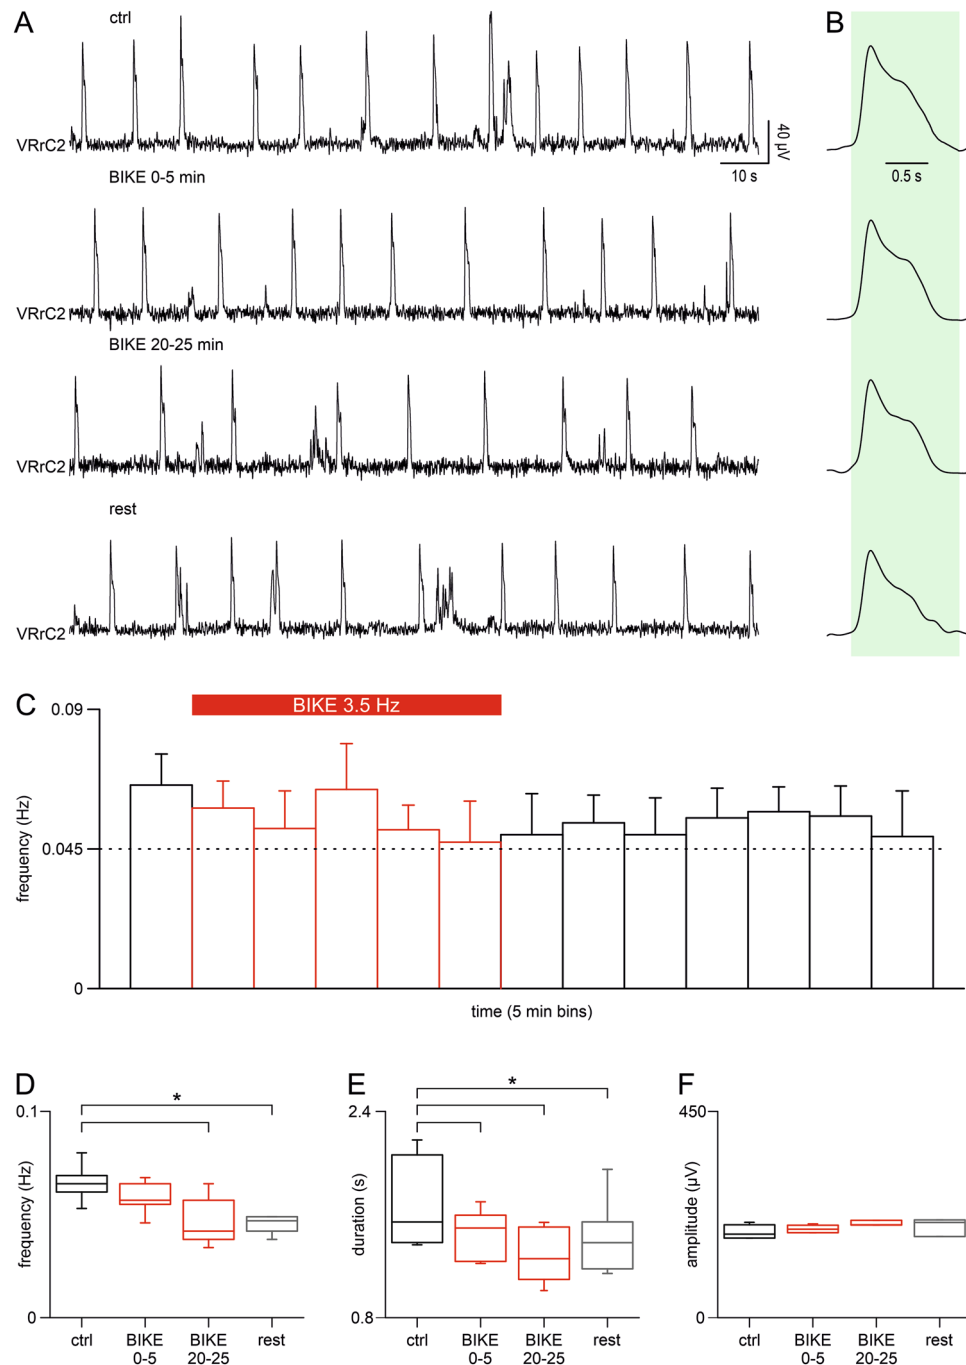 A
ctrl
B
VRrC2
40 µV
10 s
0.5 s
BIKE 0-5 min
VRrC2
BIKE 20-25 min
VRrC2
rest
VRrC2
C
BIKE 3.5 Hz
0.09
0.045
0
frequency (Hz)
time (5 min bins)
D
*
0.1
0
frequency (Hz)
ctrl
BIKE
0-5
BIKE
20-25
rest
E
*
2.4
0.8
duration (s)
ctrl
BIKE
0-5
BIKE
20-25
rest
F
450
0
amplitude (µV)
ctrl
BIKE
0-5
BIKE
20-25
rest